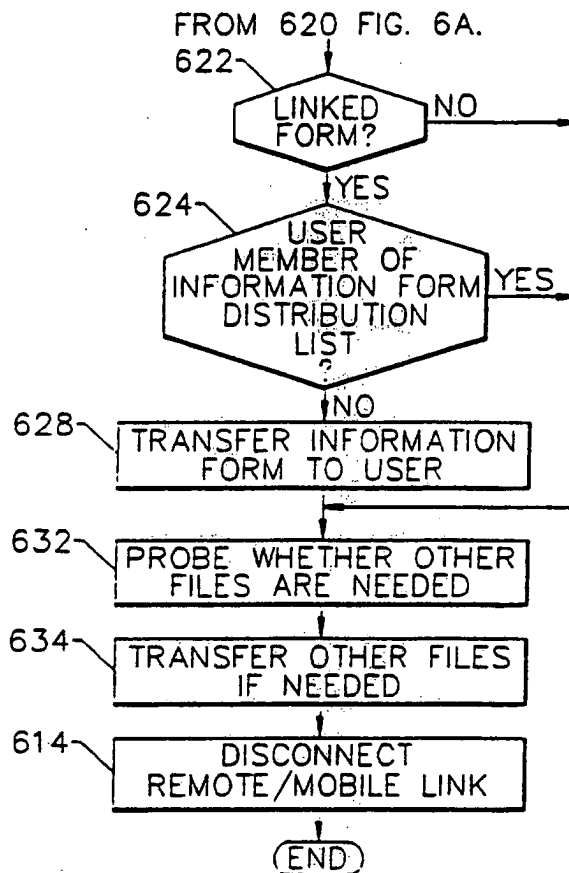 FROM 620 FIG. 6A.
622
LINKED
FORM?
NO
YES
624
USER
MEMBER OF
INFORMATION FORM
DISTRIBUTION
LIST
?
YES
NO
628
TRANSFER INFORMATION
FORM TO USER
632
PROBE WHETHER OTHER
FILES ARE NEEDED
634
TRANSFER OTHER FILES
IF NEEDED
614
DISCONNECT
REMOTE/MOBILE LINK
END